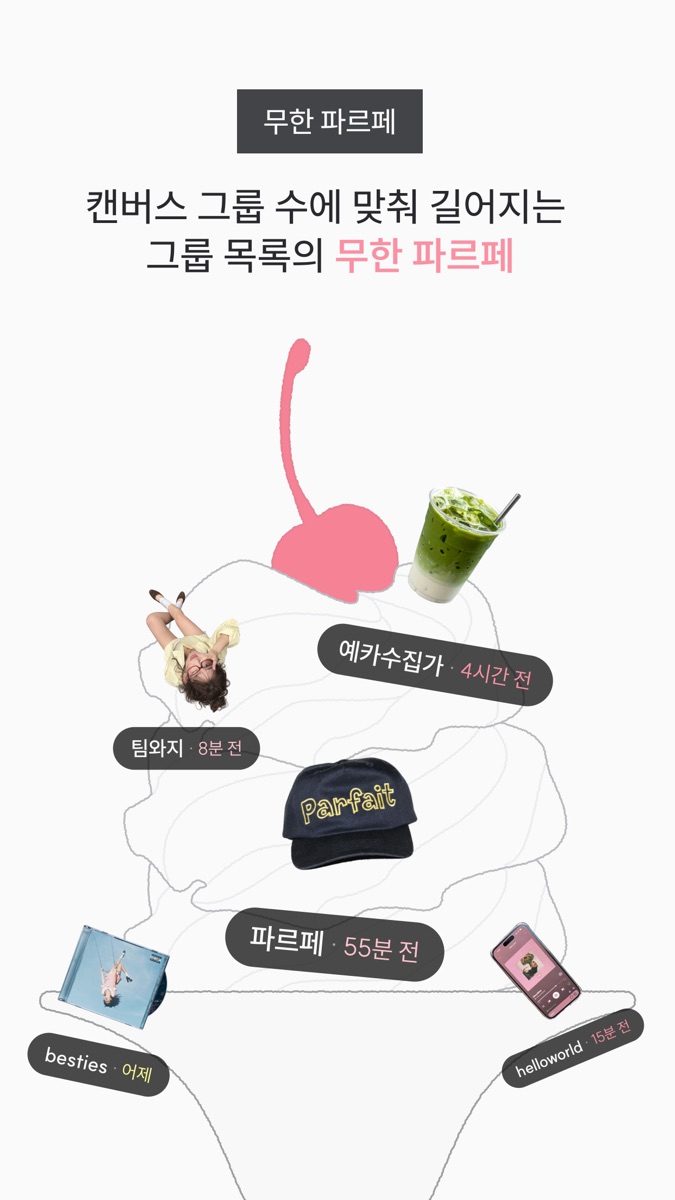 무한 파르페
캔버스 그룹 수에 맞춰 길어지는
그룹 목록의 무한 파르페
예카수집가 · 4시간 전
팀와지 · 8분 전
Parfait
파르페 · 55분 전
besties · 어제
helloworld · 15분 전